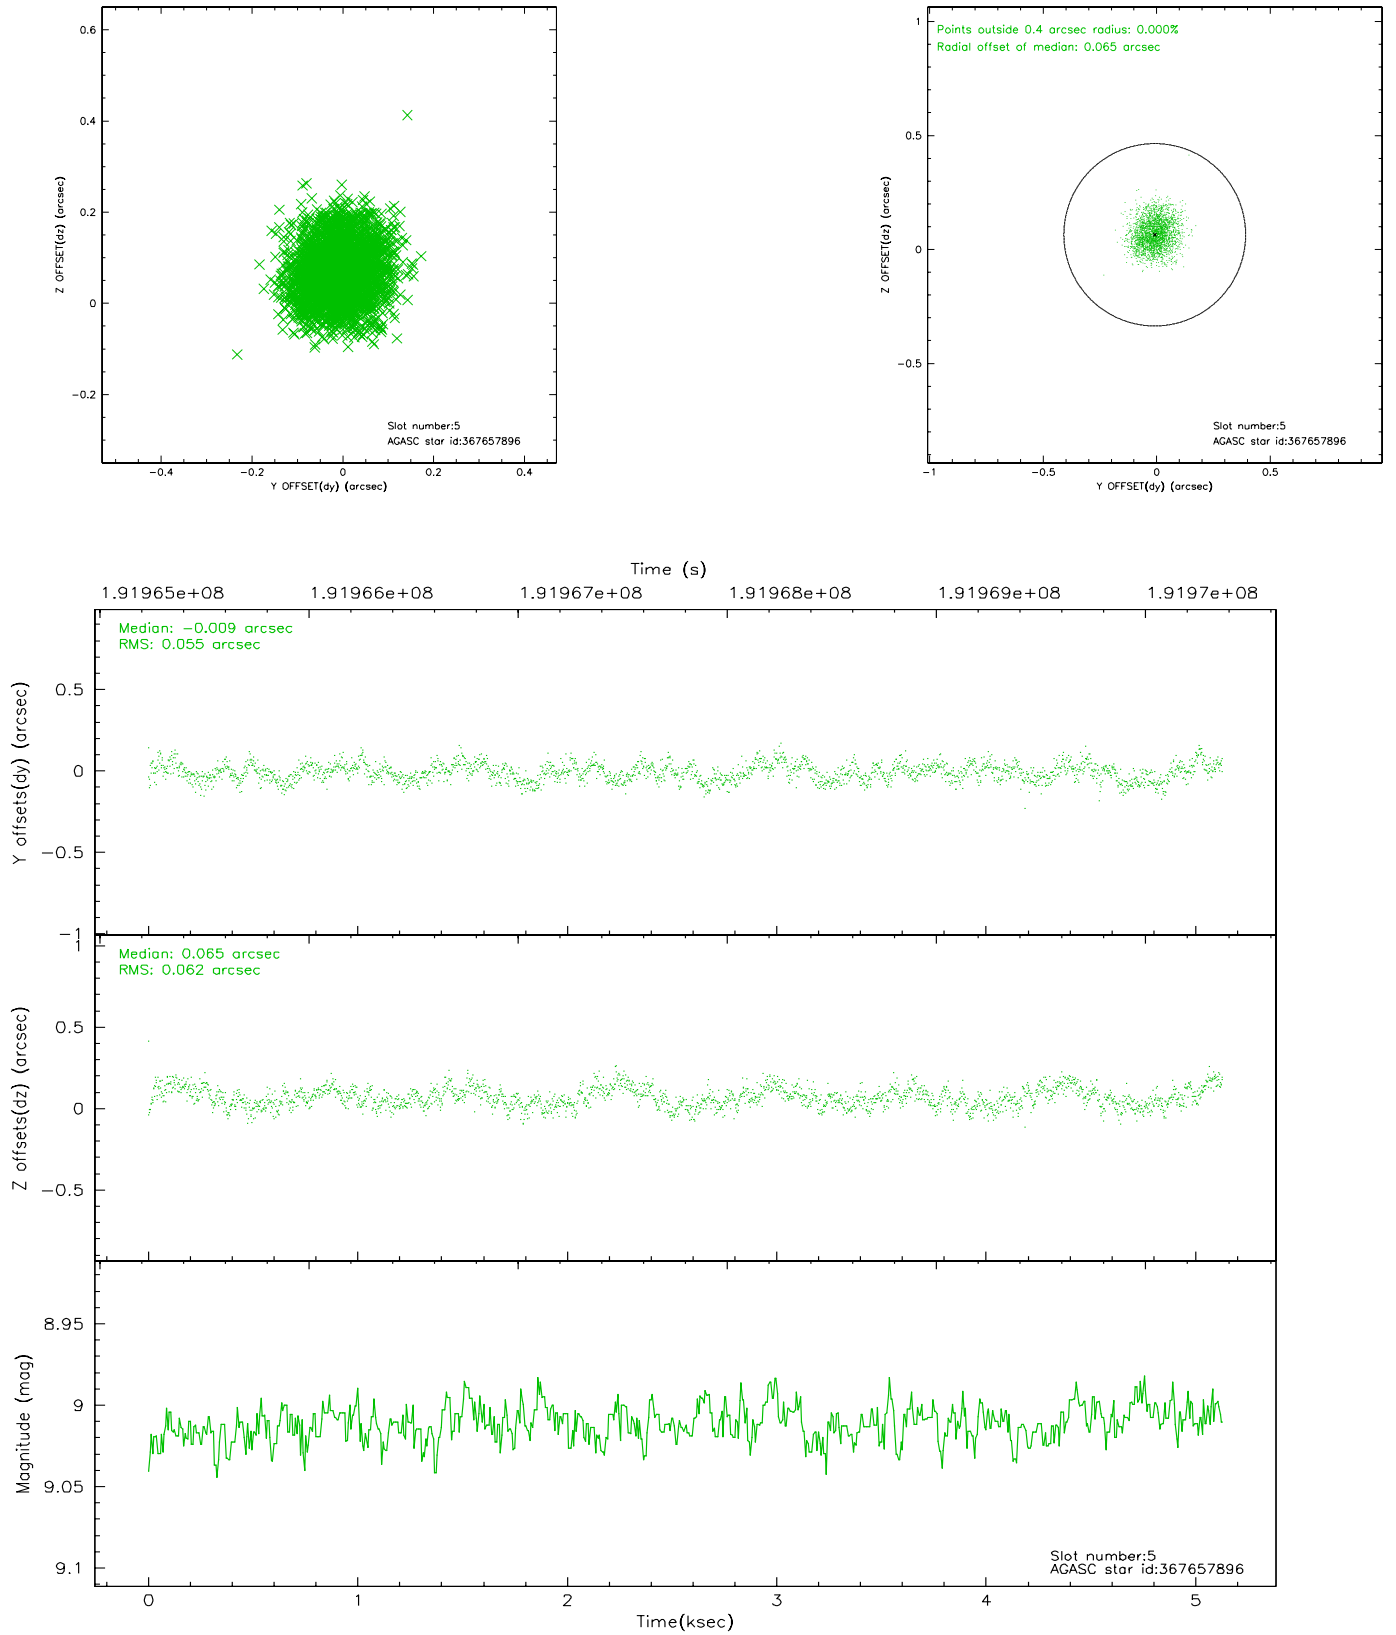 0.6
0.4
0.2
0
−0.2
Z OFFSET(dz) (arcsec)
Slot number:5
AGASC star id:367657896
−0.4 −0.2 0 0.2 0.4
Y OFFSET(dy) (arcsec)
Points outside 0.4 arcsec radius: 0.000%
Radial offset of median: 0.065 arcsec
1
0.5
0
−0.5
Z OFFSET(dz) (arcsec)
Slot number:5
AGASC star id:367657896
−1 −0.5 0 0.5
Y OFFSET(dy) (arcsec)
Time (s)
1.91965e+08 1.91966e+08 1.91967e+08 1.91968e+08 1.91969e+08 1.9197e+08
Median: −0.009 arcsec
RMS: 0.055 arcsec
0.5
0
−0.5
−1
Y offsets(dy) (arcsec)
Median: 0.065 arcsec
RMS: 0.062 arcsec
1
0.5
0
−0.5
Z offsets(dz) (arcsec)
8.95
9
9.05
9.1
Magnitude (mag)
Slot number:5
AGASC star id:367657896
0 1 2 3 4 5
Time(ksec)